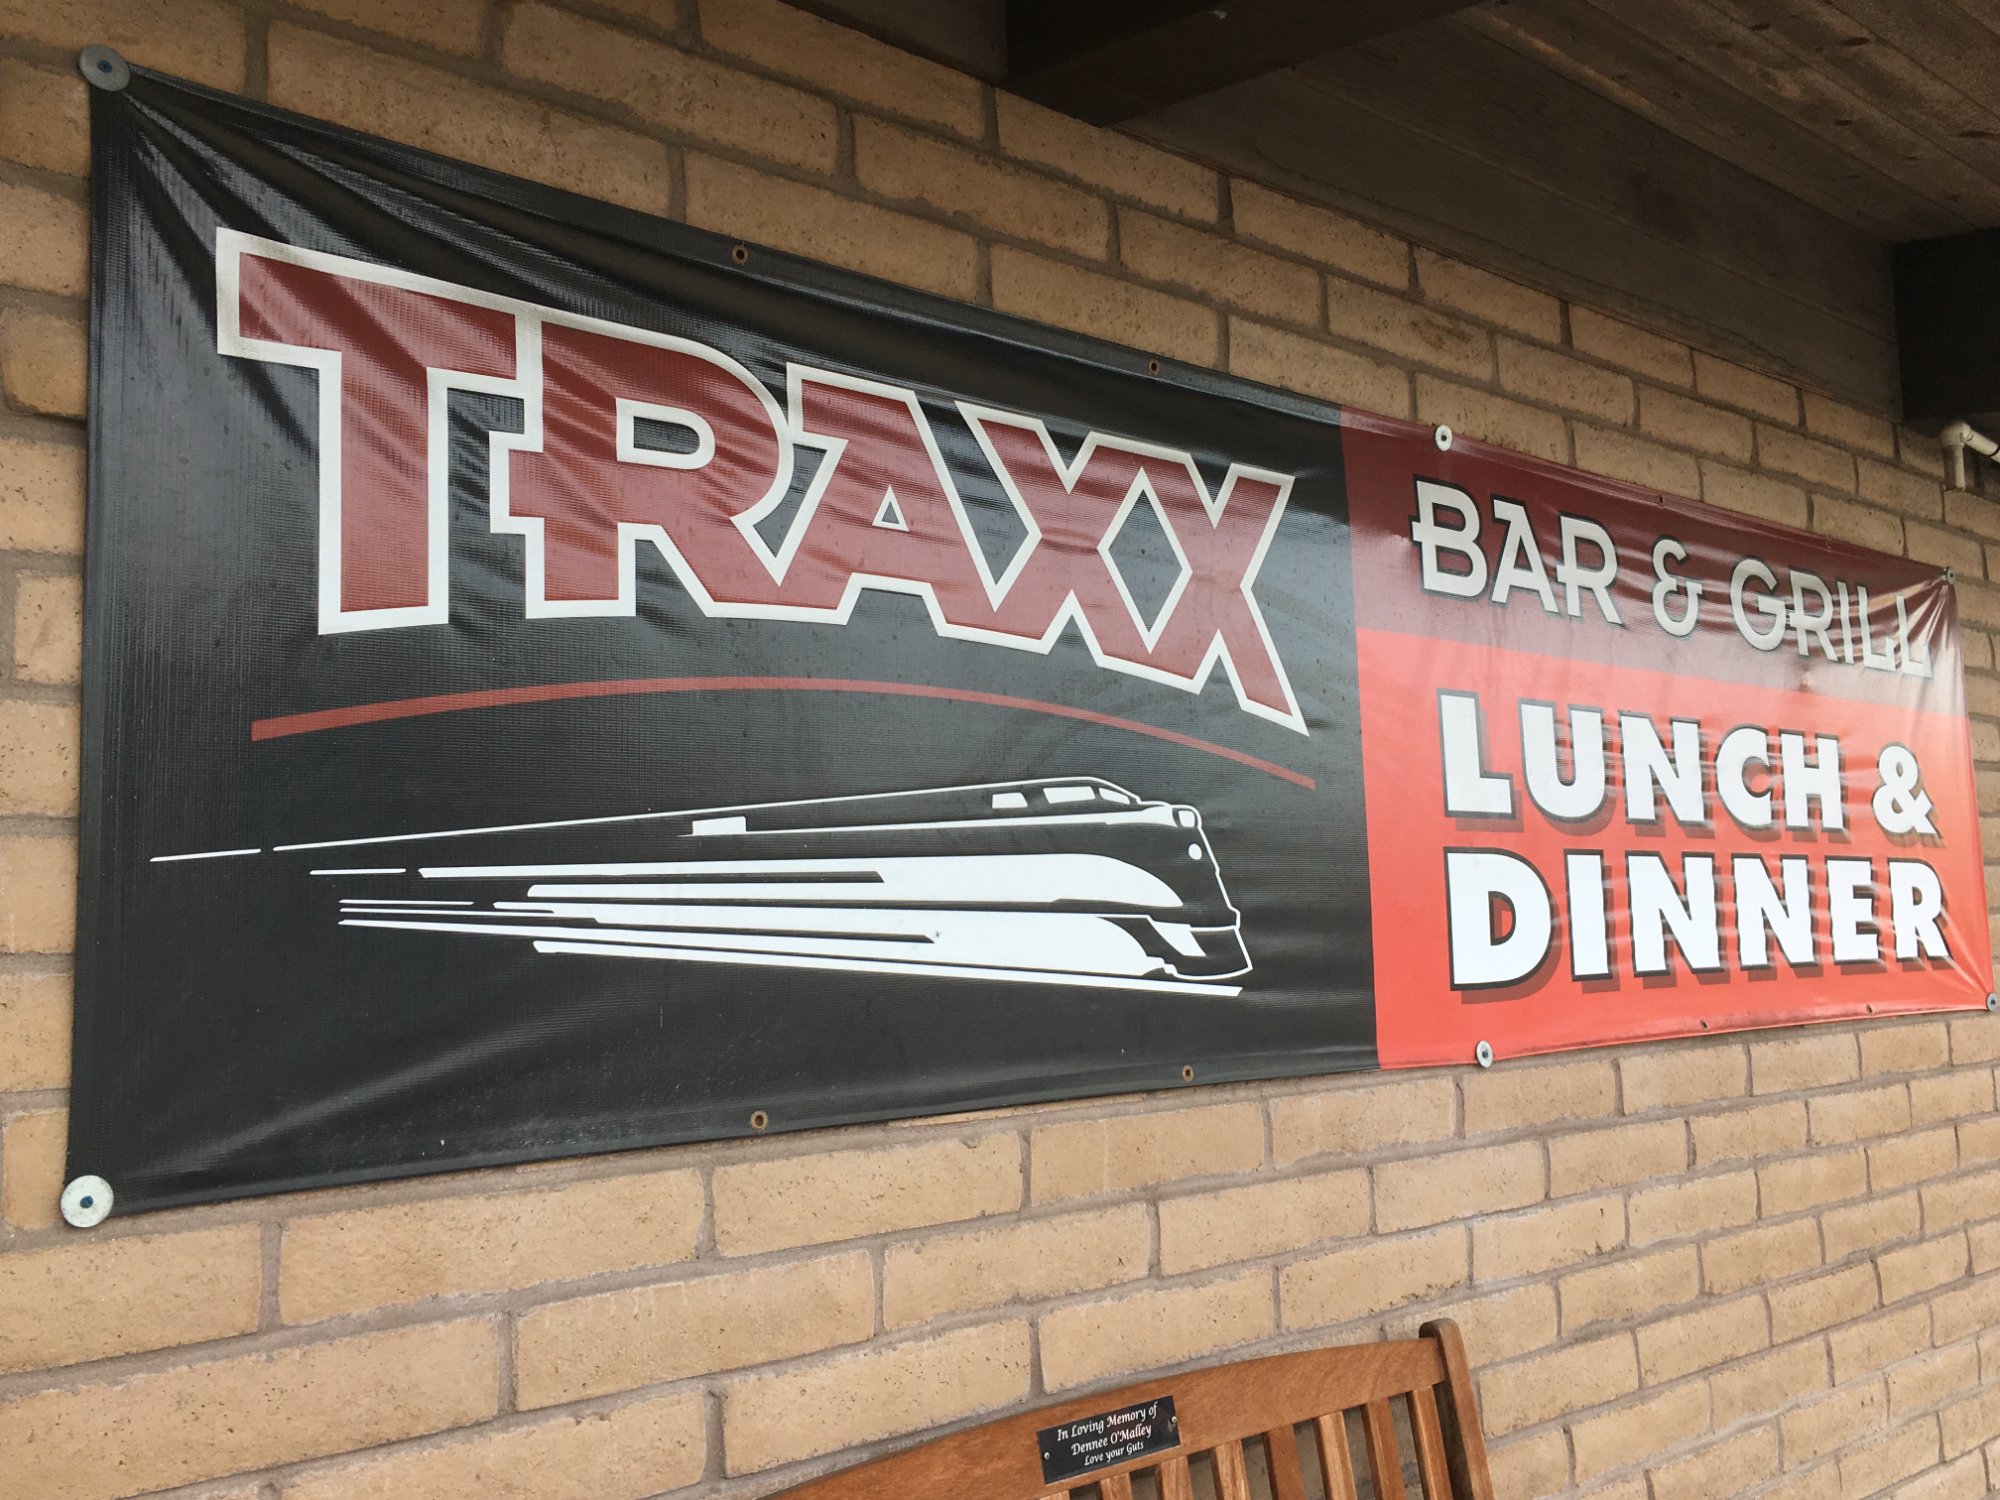 TRAXX
BAR & GRILL
LUNCH &
DINNER
In Loving Memory of
Dennee O'Malley
Love your Guts